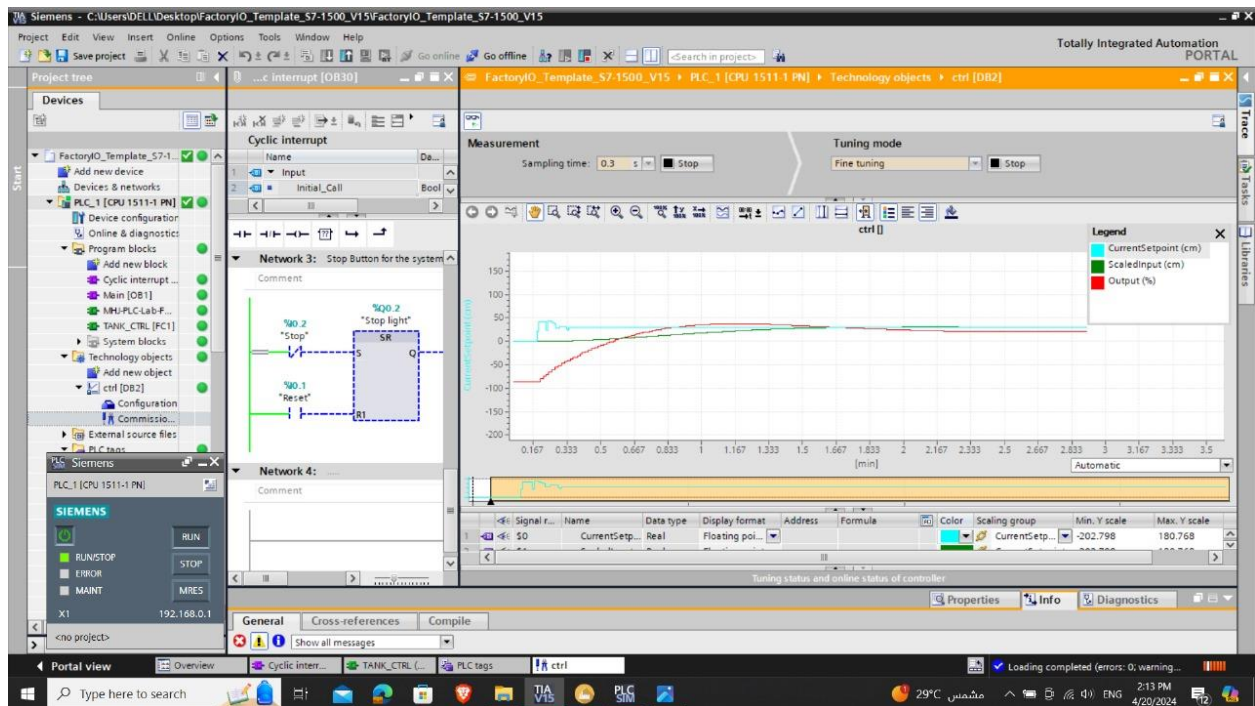 Siemens - C:\Users\DELL\Desktop\FactoryIO_Template_S7-1500_V15\FactoryIO_Template_S7-1500_V15
Project Edit View Insert Online Options Tools Window Help
Totally Integrated Automation
PORTAL
Save project Go online Go offline <Search in project>
Project tree
...c interrupt [OB30]
FactoryIO_Template_S7-1500_V15 PLC_1 [CPU 1511-1 PN] Technology objects ctrl [DB2]
Devices
Start
FactoryIO_Template_S7-1...
Add new device
Devices & networks
PLC_1 [CPU 1511-1 PN]
Device configuration
Online & diagnostics
Program blocks
Add new block
Cyclic interrupt ...
Main [OB1]
MHJ-PLC-Lab-F...
TANK_CTRL [FC1]
System blocks
Technology objects
Add new object
ctrl [DB2]
Configuration
Commissio...
External source files
PLC tags
Cyclic interrupt
Name De...
1 Input
2 Initial_Call Bool
Network 3: Stop Button for the system
Comment
%I0.2
"Stop"
%Q0.2
"Stop light"
SR
S Q
%I0.1
"Reset"
R1
Network 4: .....
Comment
Measurement
Sampling time: 0.3 s Stop
Tuning mode
Fine tuning Stop
ctrl []
Legend
CurrentSetpoint (cm)
ScaledInput (cm)
Output (%)
CurrentSetpoint (cm)
150
100
50
0
-50
-100
-150
-200
0.167 0.333 0.5 0.667 0.833 1 1.167 1.333 1.5 1.667 1.833 2 2.167 2.333 2.5 2.667 2.833 3 3.167 3.333 3.5
[min]
Automatic
Signal r... Name Data type Display format Address Formula Color Scaling group Min. Y scale Max. Y scale
1 S0 CurrentSetp... Real Floating poi... CurrentSetp... -202.798 180.768
Tuning status and online status of controller
Properties Info Diagnostics
General Cross-references Compile
Show all messages
Trace
Tasks
Libraries
Siemens
PLC_1 [CPU 1511-1 PN]
SIEMENS
RUN
RUN/STOP
STOP
ERROR
MAINT
MRES
X1 192.168.0.1
<no project>
Portal view Overview Cyclic interr... TANK_CTRL (... PLC tags ctrl
Loading completed (errors: 0; warning...
Type here to search
TIA
V15
PLC
SIM
29°C مشمس
ENG
2:13 PM
4/20/2024
12